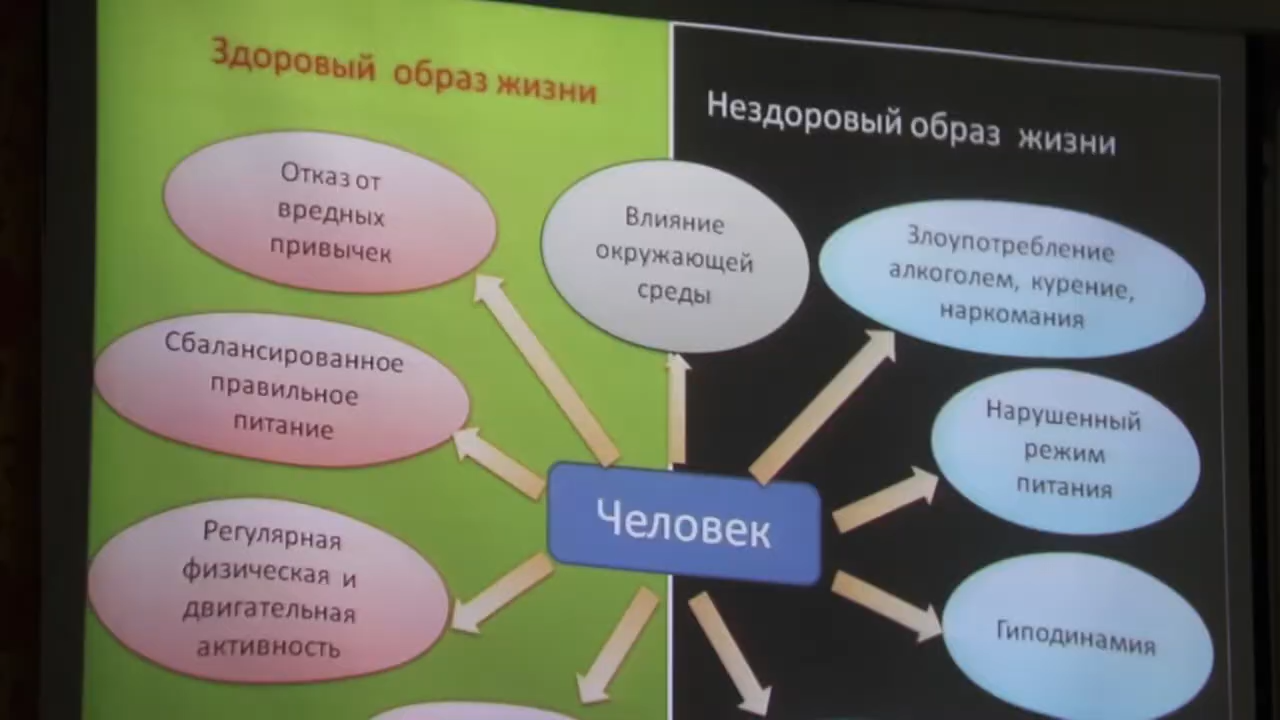 Здоровый образ жизни
Нездоровый образ жизни
Отказ от
вредных
привычек
Влияние
окружающей
среды
Злоупотребление
алкоголем, курение,
наркомания
Сбалансированное
правильное
питание
Нарушенный
режим
питания
Человек
Регулярная
физическая и
двигательная
активность
Гиподинамия